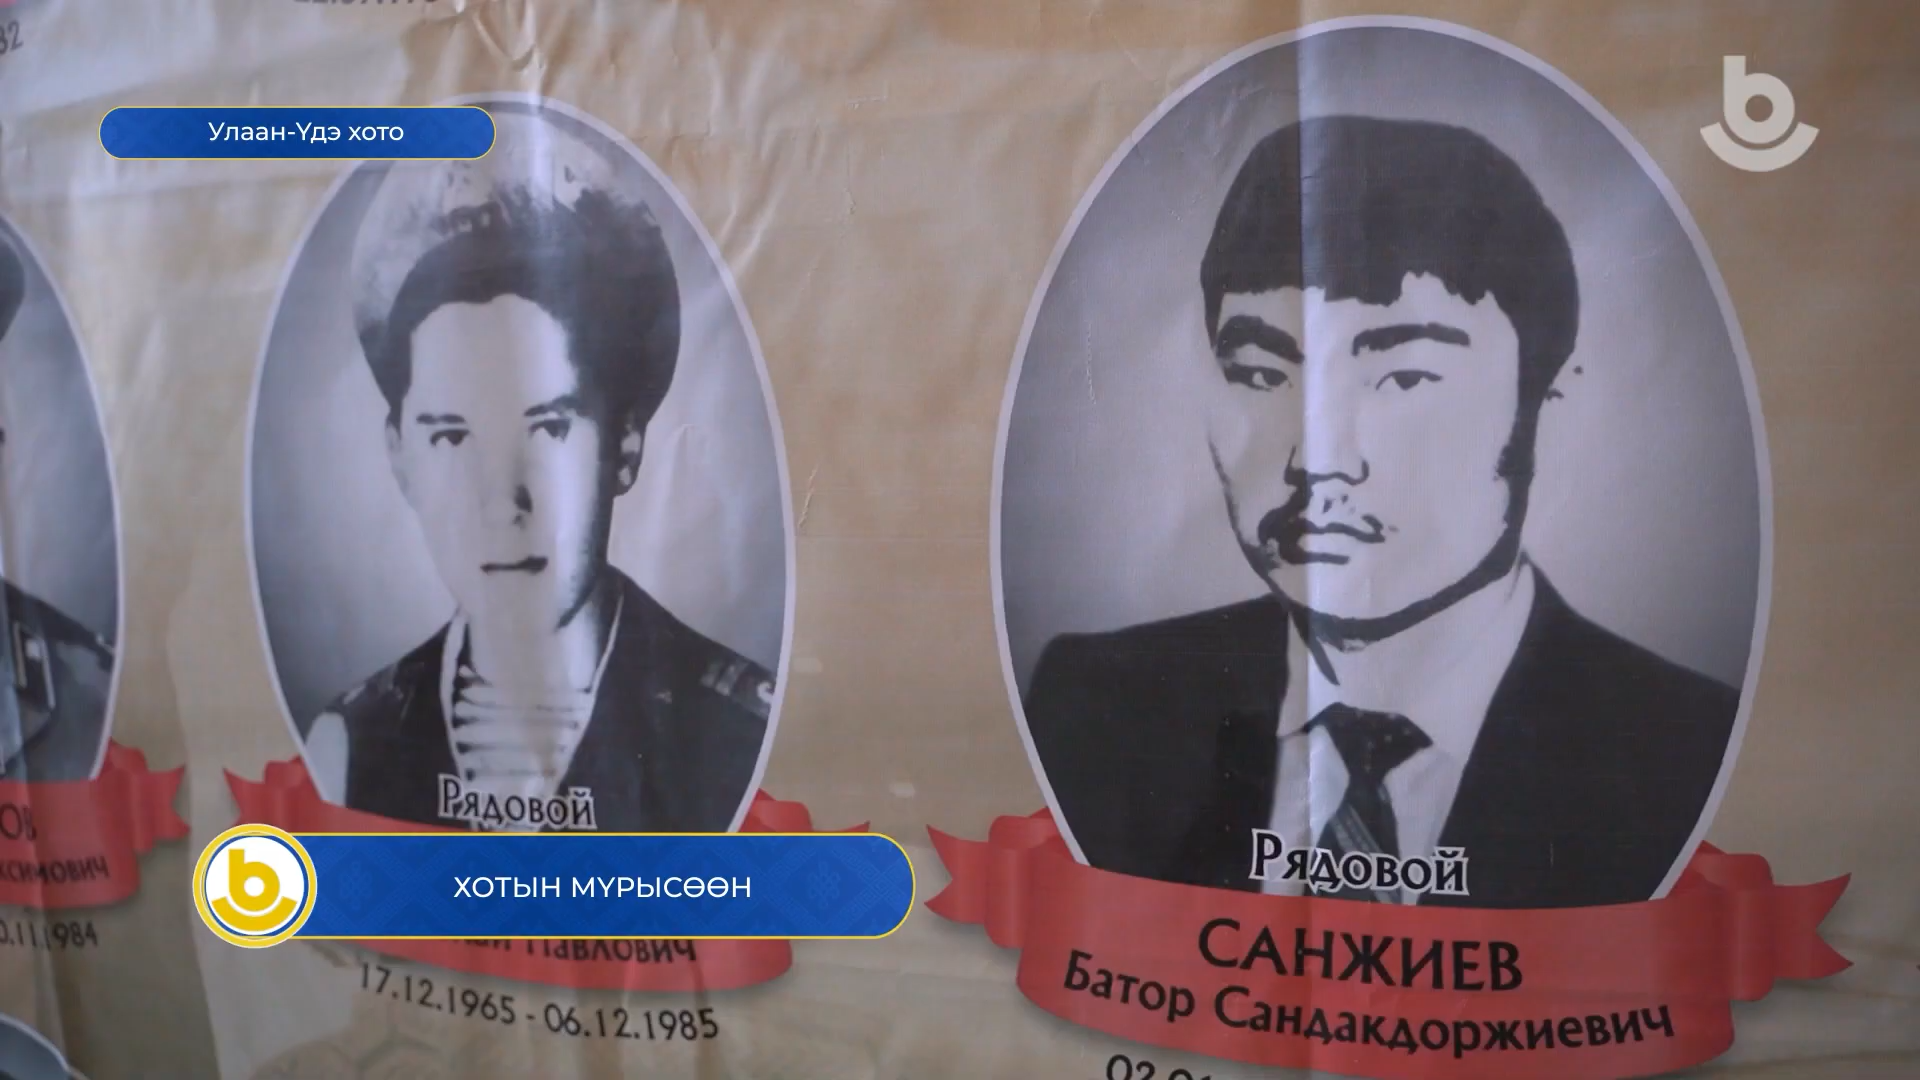 Улаан-Үдэ хото
Рядовой
ХОТЫН МҮРЫСӨӨН
Павлович
17.12.1965 - 06.12.1985
Рядовой
САНЖИЕВ
Батор Сандакдоржиевич